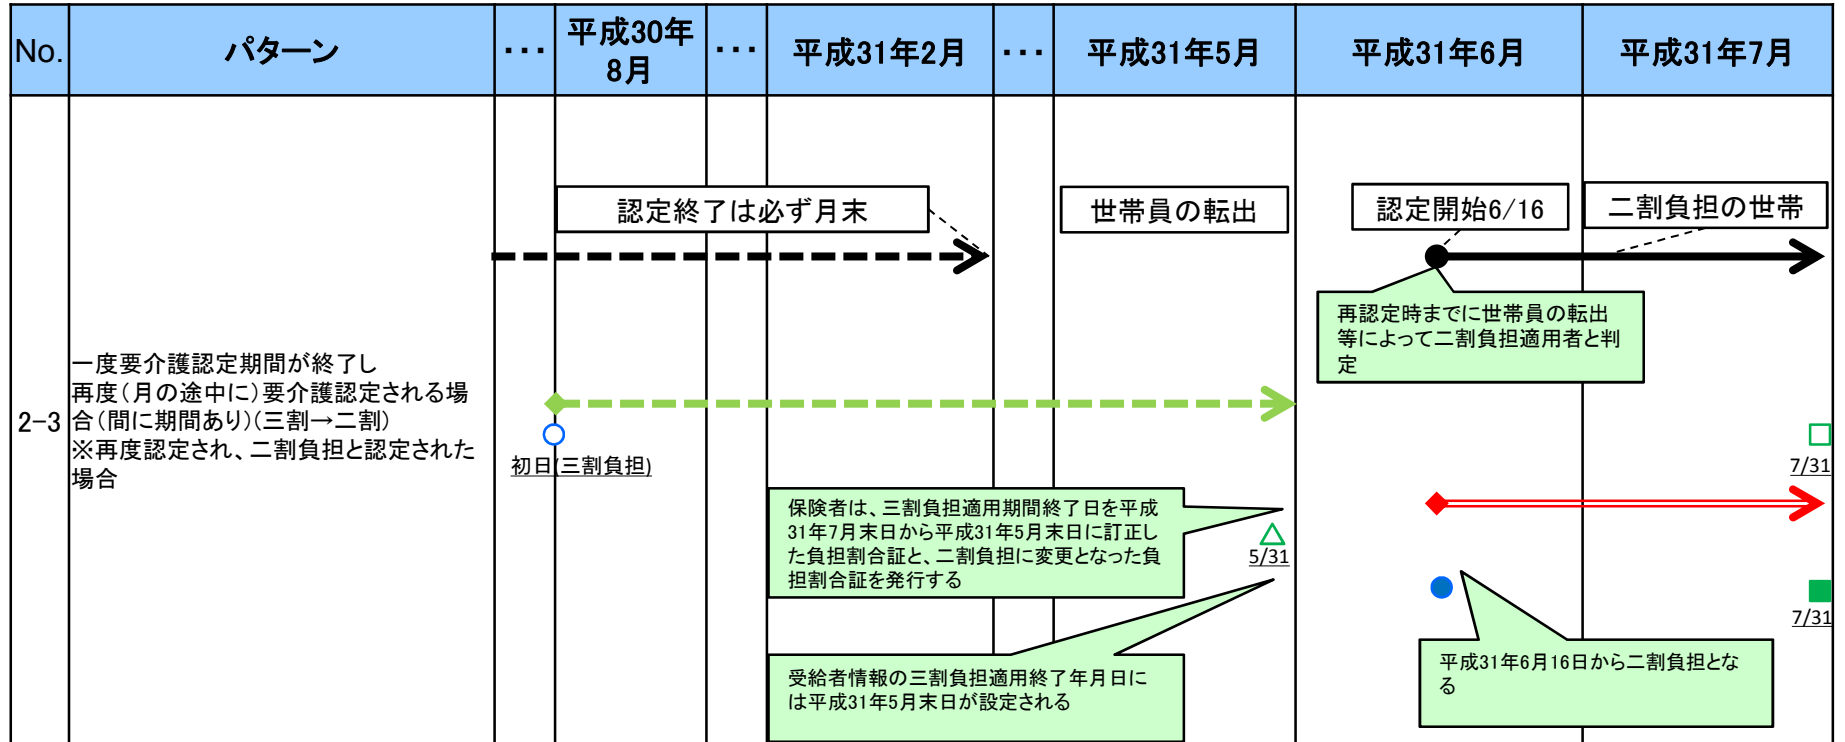 No.
パターン
・・・
平成30年
8月
・・・
平成31年2月
・・・
平成31年5月
平成31年6月
平成31年7月
認定終了は必ず月末
世帯員の転出
認定開始6/16
二割負担の世帯
再認定時までに世帯員の転出
等によって二割負担適用者と判
定
2-3
一度要介護認定期間が終了し
再度(月の途中に)要介護認定される場
合(間に期間あり)(三割→二割)
※再度認定され、二割負担と認定された
場合
初日(三割負担)
7/31
保険者は、三割負担適用期間終了日を平成
31年7月末日から平成31年5月末日に訂正し
た負担割合証と、二割負担に変更となった負
担割合証を発行する
5/31
7/31
受給者情報の三割負担適用終了年月日に
は平成31年5月末日が設定される
平成31年6月16日から二割負担とな
る